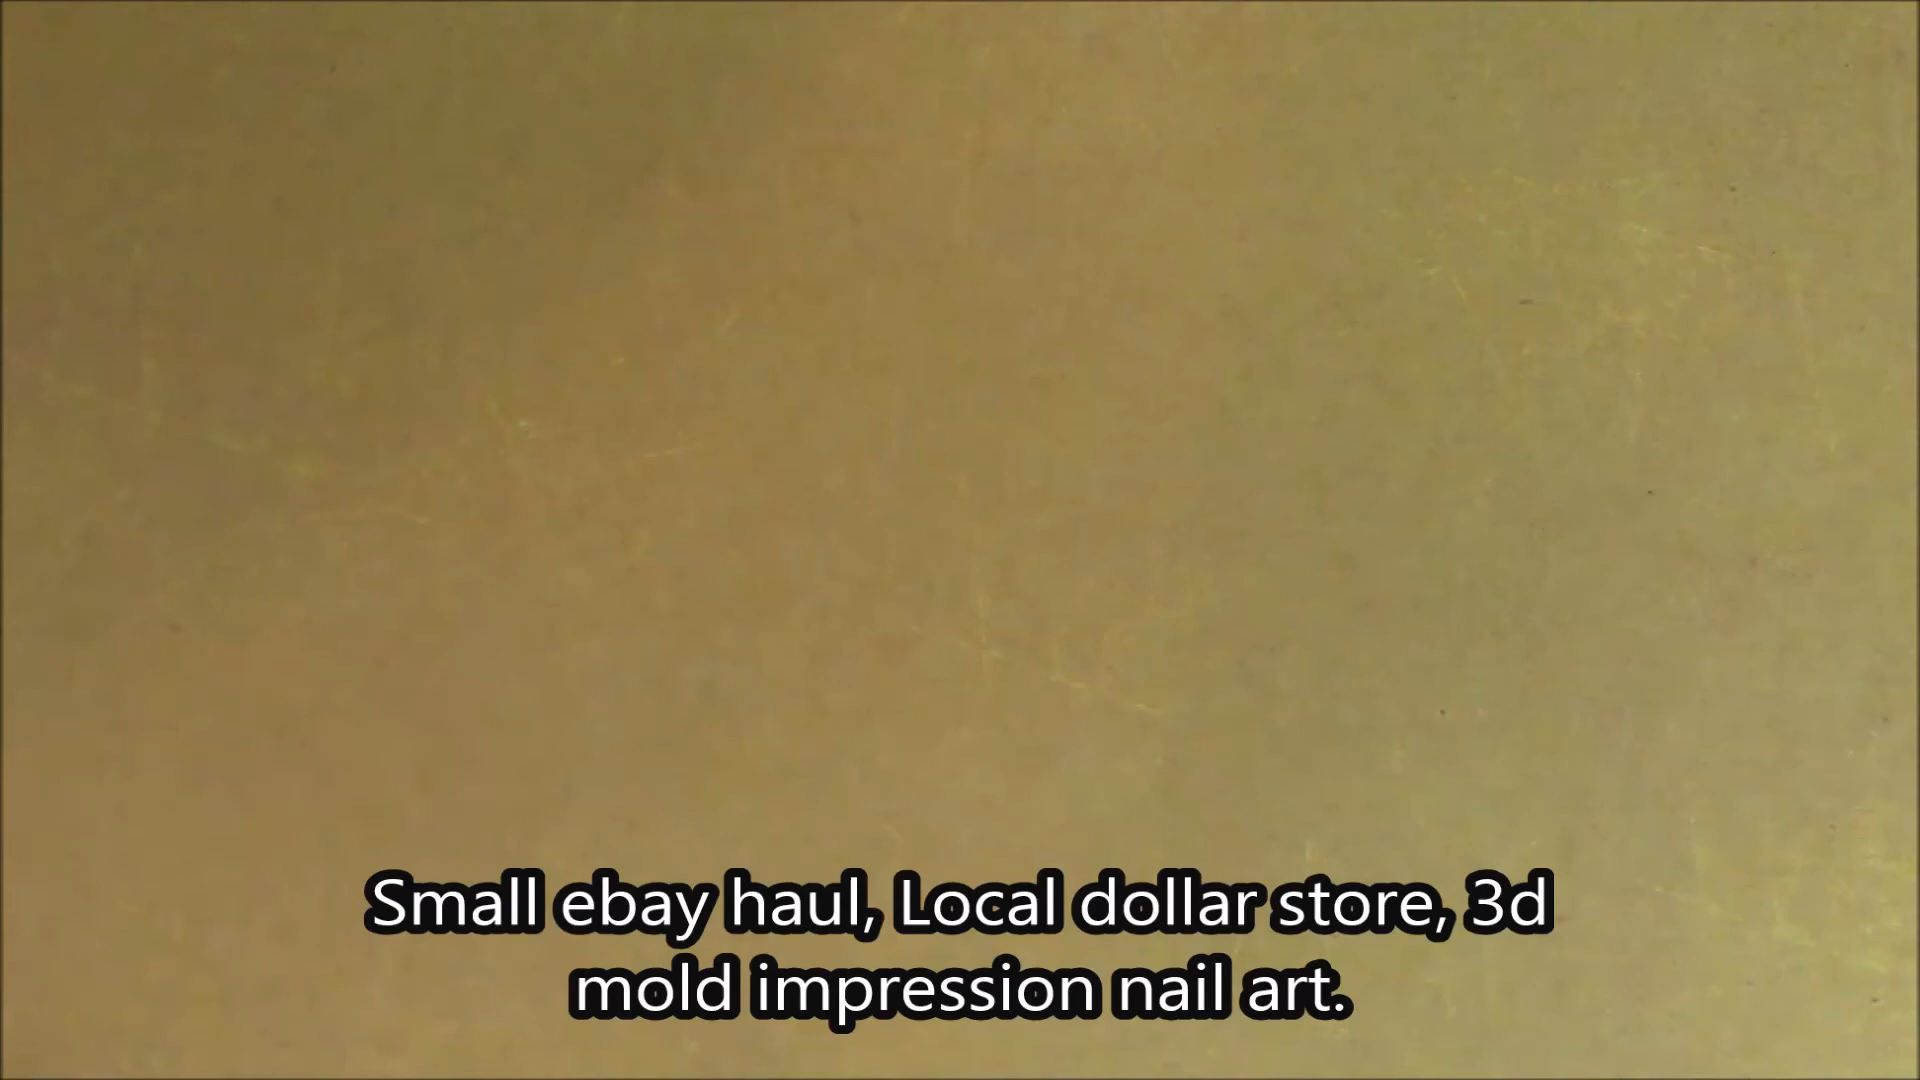 Small ebay haul, Local dollar store, 3d
mold impression nail art.